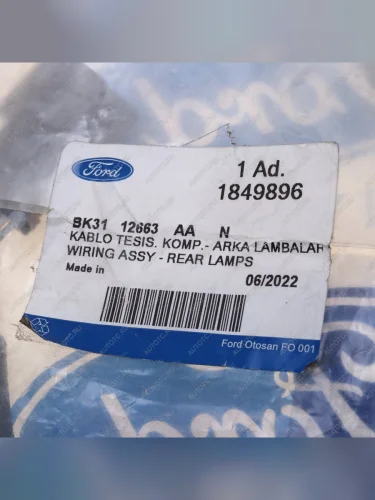 Ford
1 Ad.
1849896
BK31 12663 AA N
KABLO TESIS. KOMP.- ARKA LAMBALAR
WIRING ASSY - REAR LAMPS
Made in
06/2022
Ford Otosan FO 001